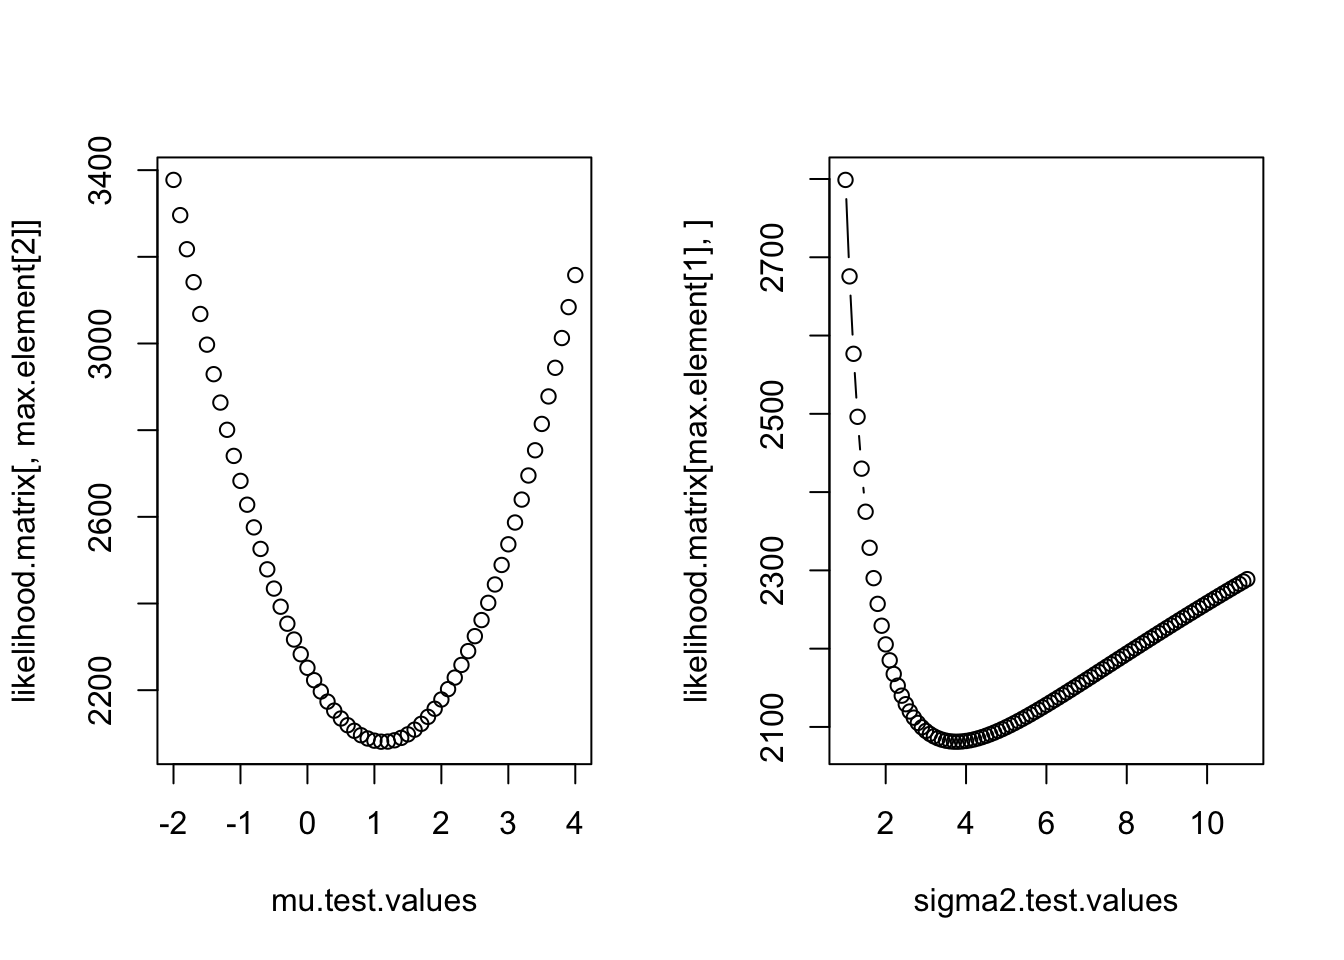 likelihood.matrix[, max.element[2]]
3400
3000
2600
2200
-2 -1 0 1 2 3 4
mu.test.values
likelihood.matrix[max.element[1], ]
2700
2500
2300
2100
2 4 6 8 10
sigma2.test.values